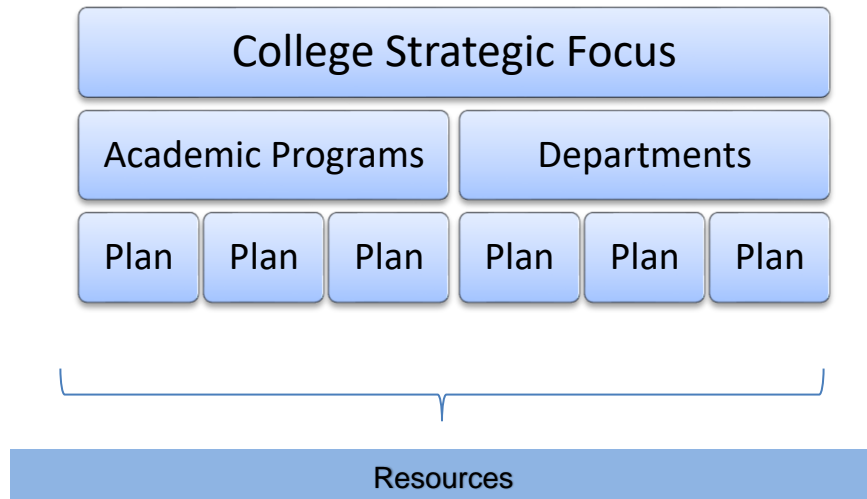 College Strategic Focus
Academic Programs Departments
Plan Plan Plan Plan Plan Plan
Resources